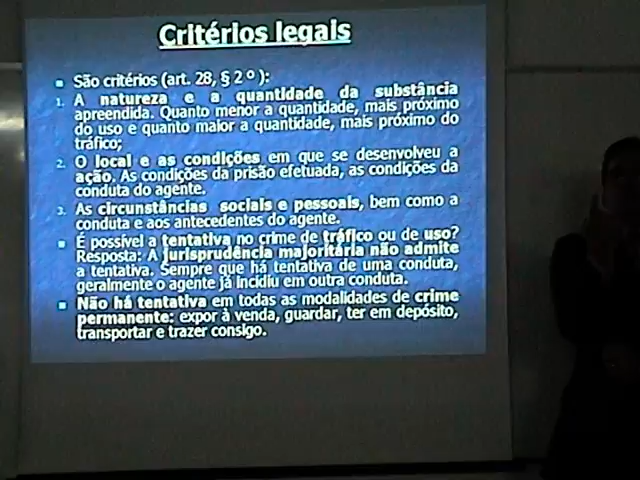 Critérios legais
São critérios (art. 28, § 2 º ):
1. A natureza e a quantidade da substância
apreendida. Quanto menor a quantidade, mais próximo
do uso e quanto maior a quantidade, mais próximo do
tráfico;
2. O local e as condições em que se desenvolveu a
ação. As condições da prisão efetuada, as condições da
conduta do agente.
3. As circunstâncias sociais e pessoais, bem como a
conduta e aos antecedentes do agente.
É possível a tentativa no crime de tráfico ou de uso?
Resposta: A jurisprudência majoritária não admite
a tentativa. Sempre que há tentativa de uma conduta,
geralmente o agente já incidiu em outra conduta.
Não há tentativa em todas as modalidades de crime
permanente: expor à venda, guardar, ter em depósito,
transportar e trazer consigo.